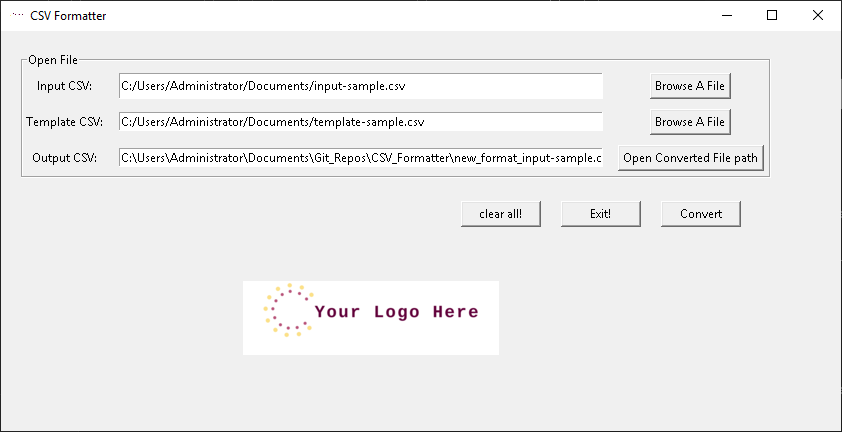 CSV Formatter
Open File
Input CSV: C:/Users/Administrator/Documents/input-sample.csv Browse A File
Template CSV: C:/Users/Administrator/Documents/template-sample.csv Browse A File
Output CSV: C:\Users\Administrator\Documents\Git_Repos\CSV_Formatter\new_format_input-sample.c Open Converted File path
clear all! Exit! Convert
Your Logo Here